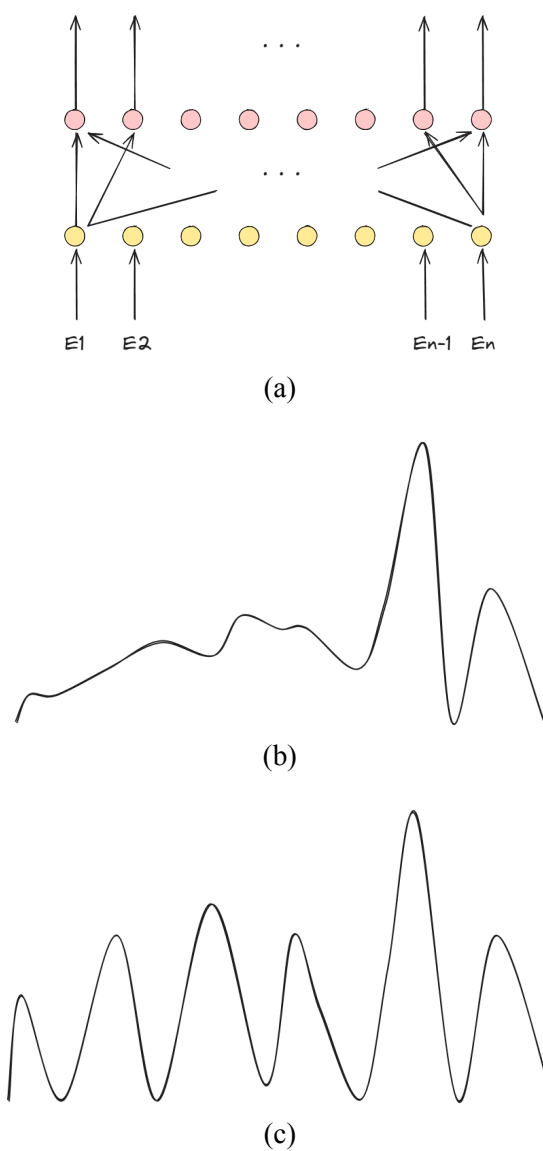 . . .
. . .
E1 E2 En-1 En
(a)
(b)
(c)